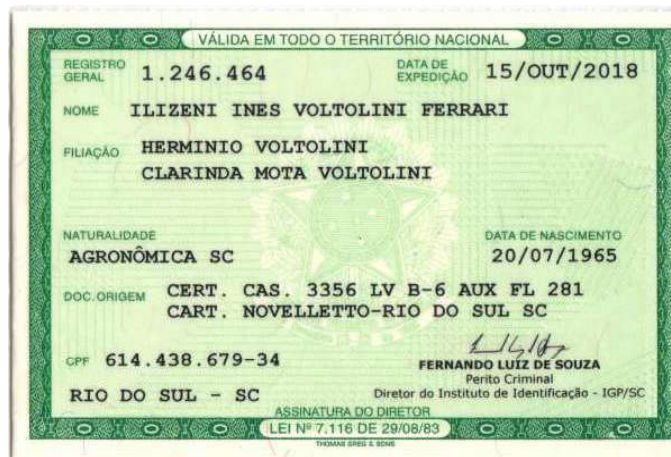 VÁLIDA EM TODO O TERRITÓRIO NACIONAL
REGISTRO GERAL 1.246.464 DATA DE EXPEDIÇÃO 15/OUT/2018
NOME ILIZENI INES VOLTOLINI FERRARI
FILIAÇÃO HERMINIO VOLTOLINI
CLARINDA MOTA VOLTOLINI
NATURALIDADE DATA DE NASCIMENTO
AGRONÔMICA SC 20/07/1965
DOC. ORIGEM CERT. CAS. 3356 LV B-6 AUX FL 281
CART. NOVELLETTO-RIO DO SUL SC
CPF 614.438.679-34
FERNANDO LUIZ DE SOUZA
Perito Criminal
RIO DO SUL - SC Diretor do Instituto de Identificação - IGP/SC
ASSINATURA DO DIRETOR
LEI Nº 7.116 DE 29/08/83
THOMAS GREG & SONS